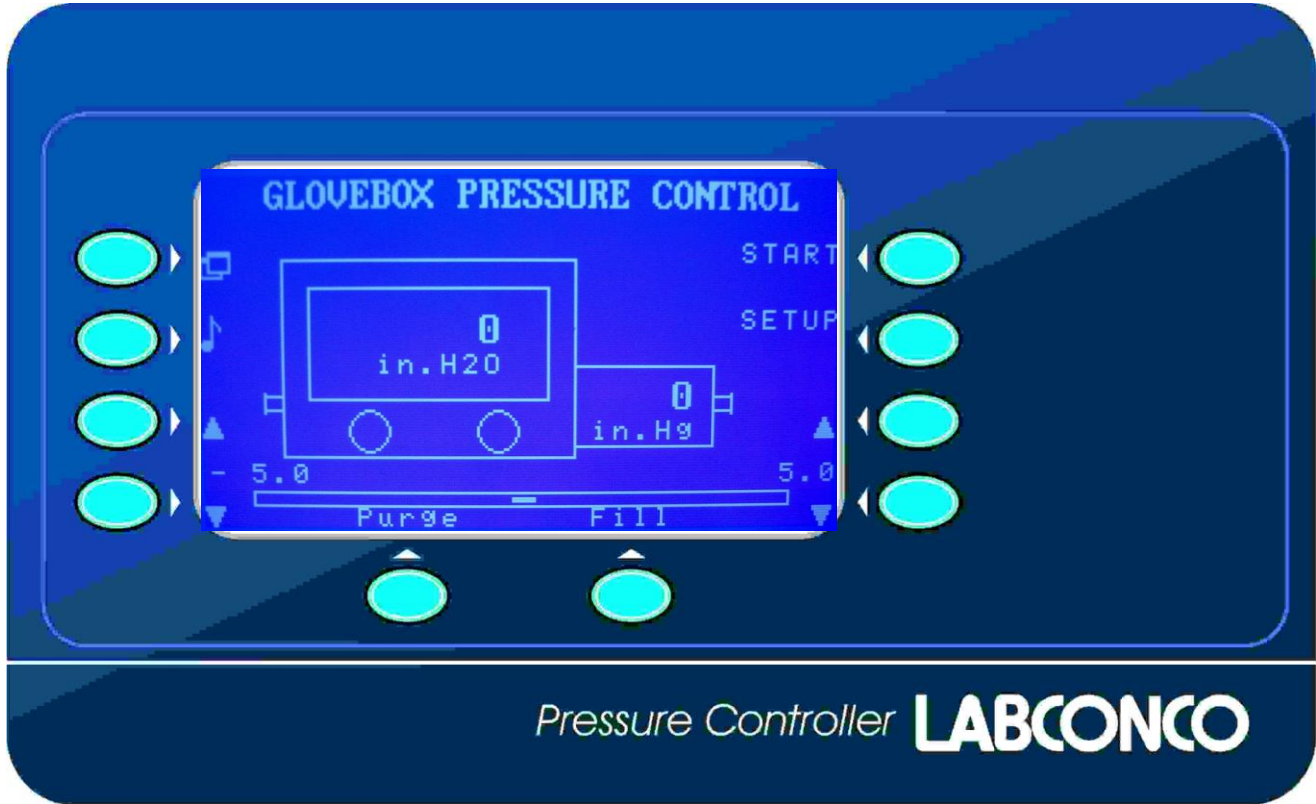 GLOVEBOX PRESSURE CONTROL
START
SETUP
0
in.H2O
0
in.Hg
- 5.0
5.0
Purge
Fill
Pressure Controller LABCONCO